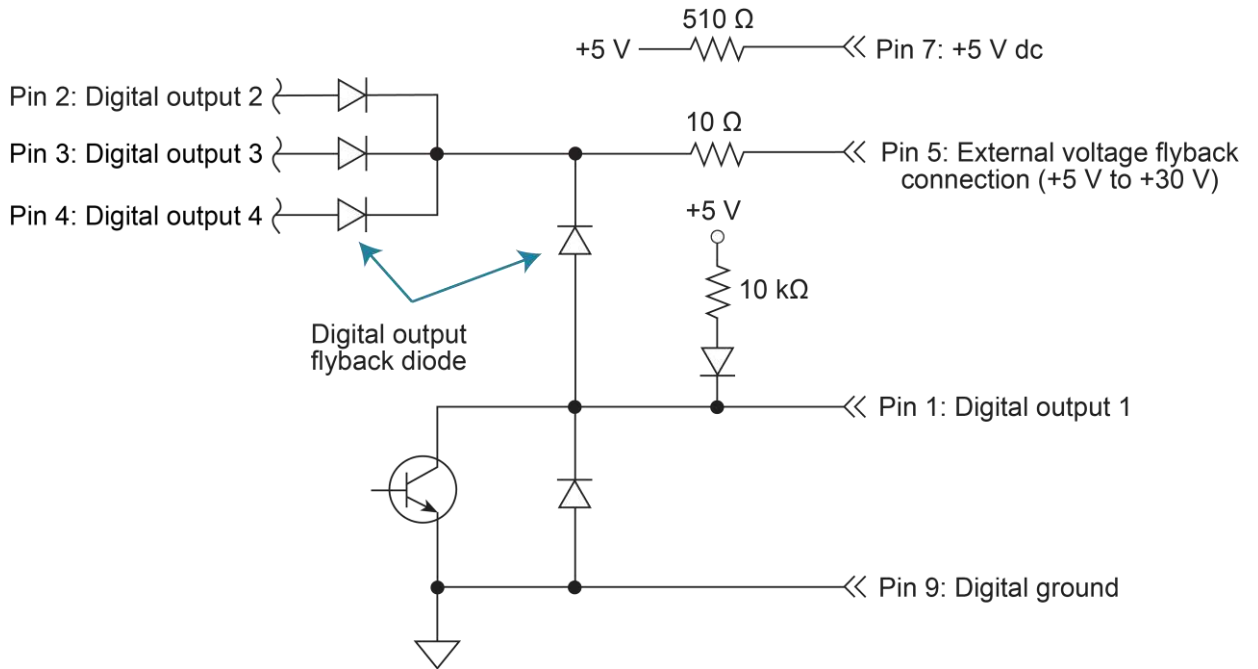 510 Ω
+5 V
Pin 7: +5 V dc
Pin 2: Digital output 2
10 Ω
Pin 3: Digital output 3
Pin 5: External voltage flyback
connection (+5 V to +30 V)
Pin 4: Digital output 4
+5 V
10 kΩ
Digital output
flyback diode
Pin 1: Digital output 1
Pin 9: Digital ground